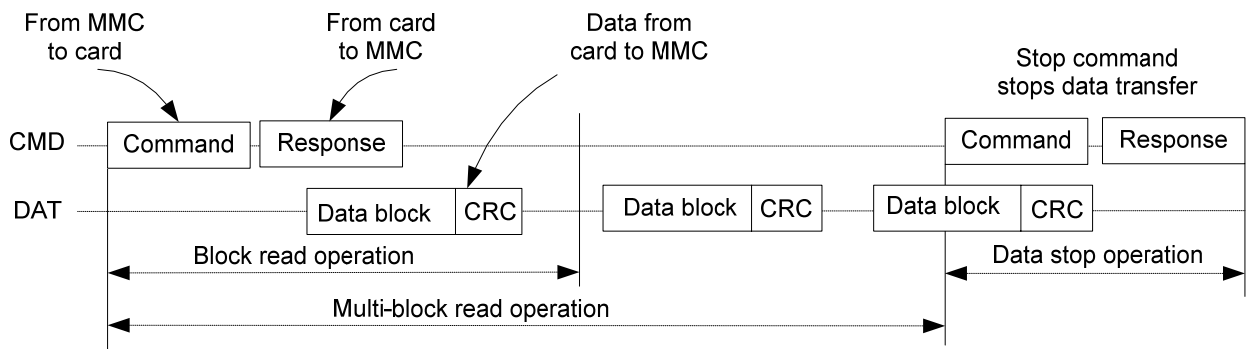 From MMC
to card
From card
to MMC
Data from
card to MMC
Stop command
stops data transfer
CMD
Command
Response
Command
Response
DAT
Data block
CRC
Data block
CRC
Data block
CRC
Block read operation
Data stop operation
Multi-block read operation